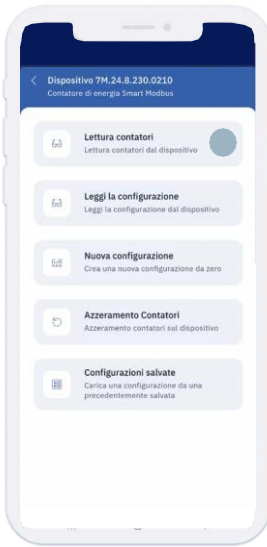 Dispositivo 7M.24.8.230.0210
Contatore di energia Smart Modbus
Lettura contatori
Lettura contatori dal dispositivo
Leggi la configurazione
Leggi la configurazione dal dispositivo
Nuova configurazione
Crea una nuova configurazione da zero
Azzeramento Contatori
Azzeramento contatori sul dispositivo
Configurazioni salvate
Carica una configurazione da una
precedentemente salvata